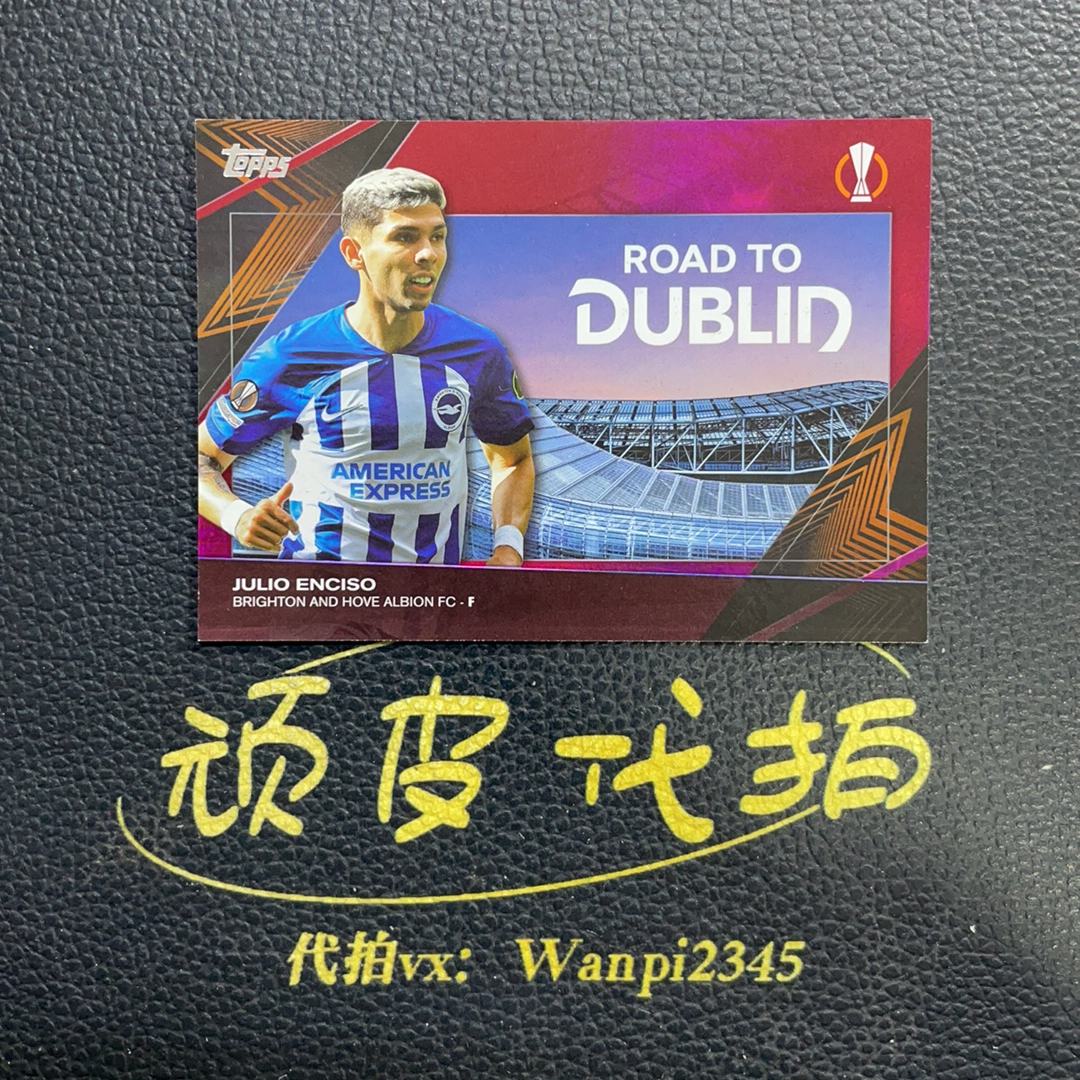 topps
ROAD TO
DUBLIN
AMERICAN
EXPRESS
JULIO ENCISO
BRIGHTON AND HOVE ALBION FC - F
顽皮代拍
代拍vx: Wanpi2345